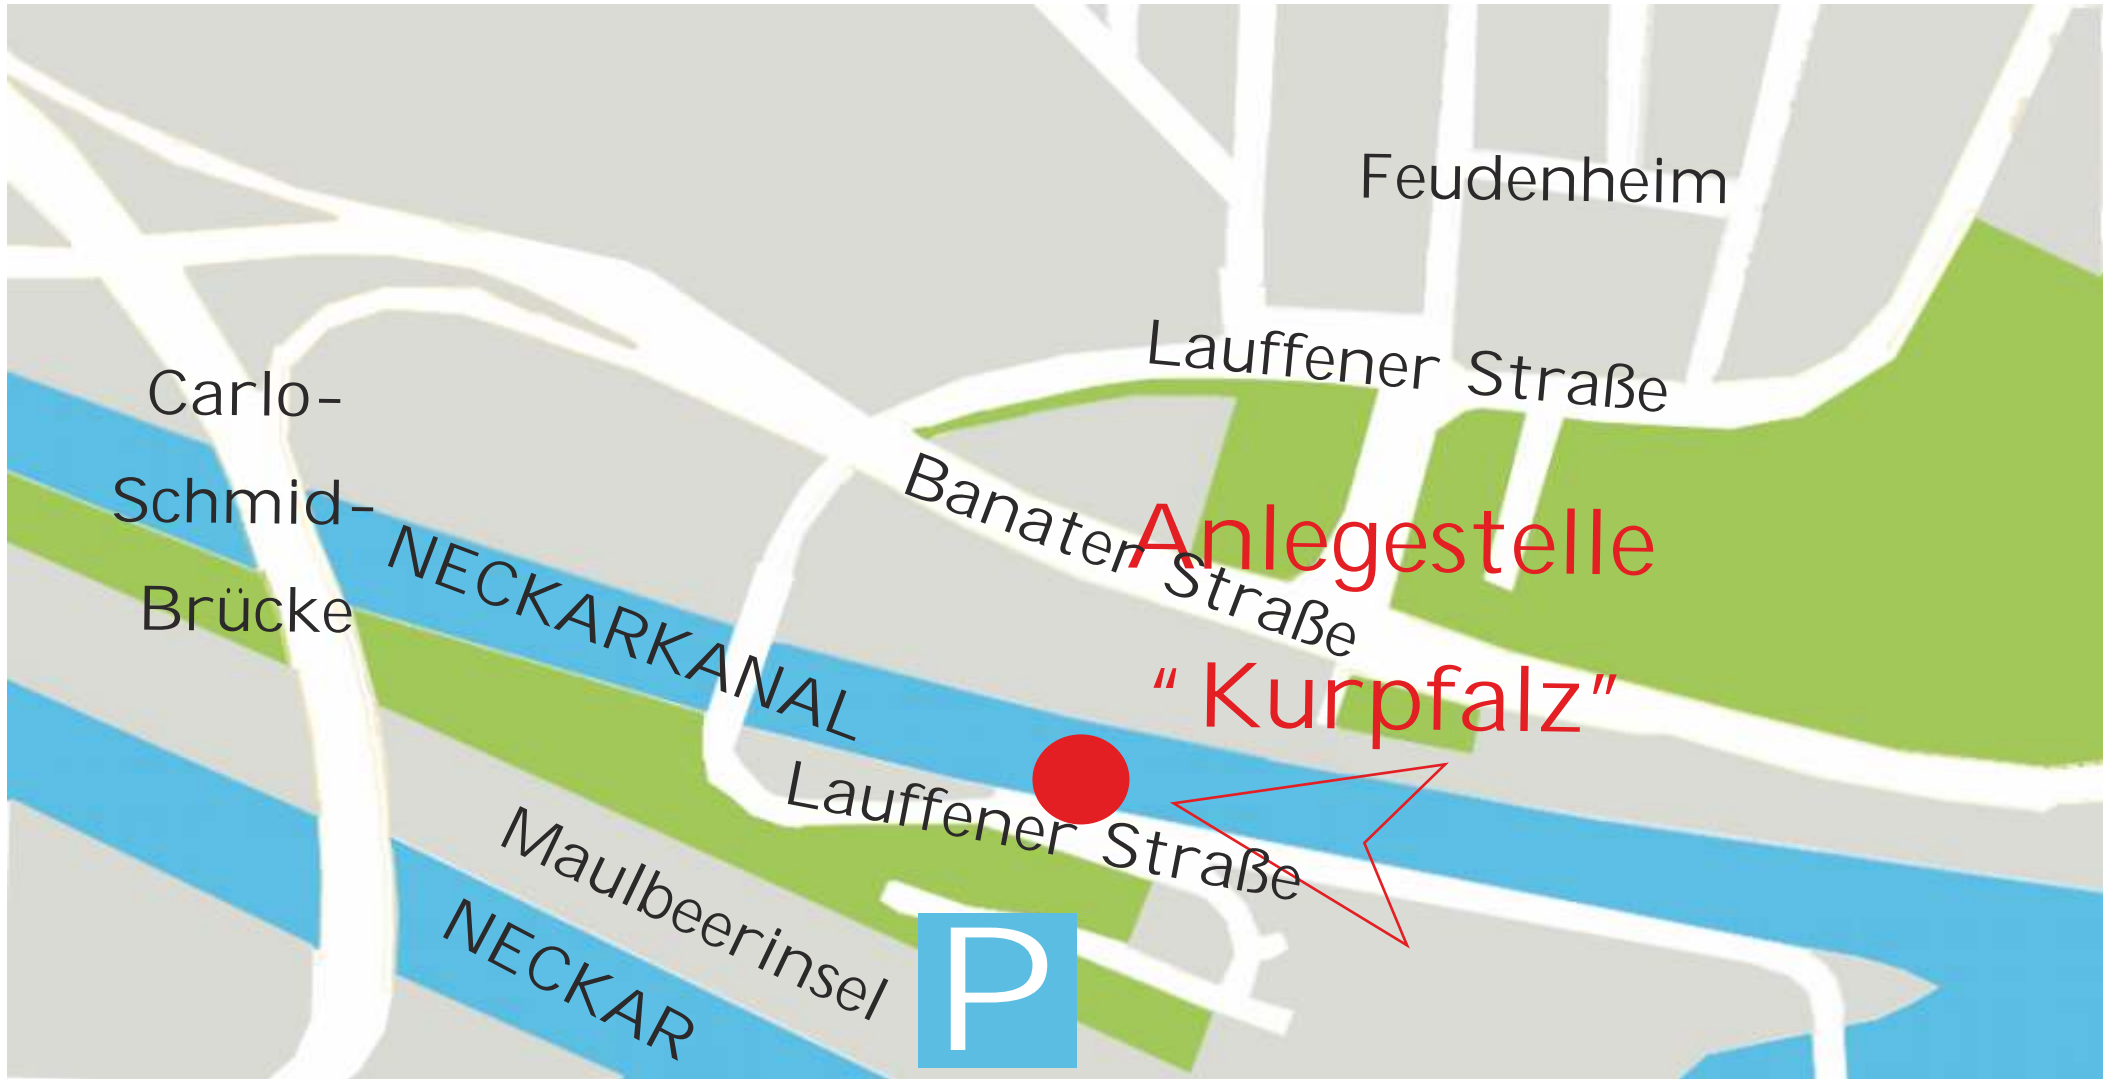 Feudenheim
Lauffener Straße
Carlo-
Schmid-
Brücke
Banater Straße
Anlegestelle
“Kurpfalz”
NECKARKANAL
Lauffener Straße
Maulbeerinsel
NECKAR
P